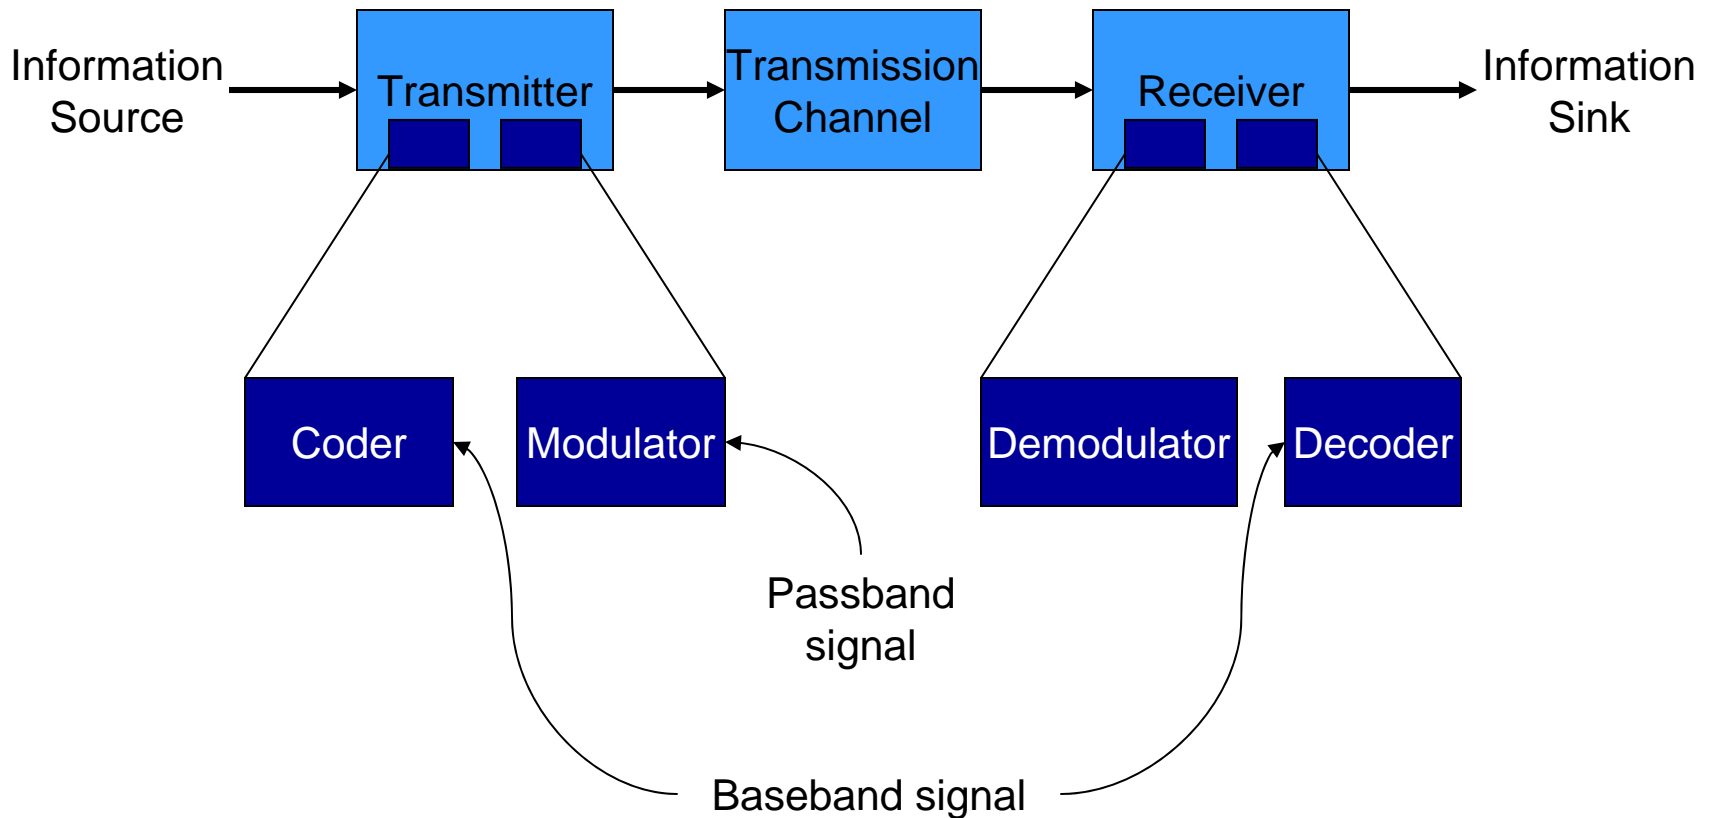 Information
Source
Transmitter
Transmission
Channel
Receiver
Information
Sink
Coder
Modulator
Demodulator
Decoder
Passband
signal
Baseband signal